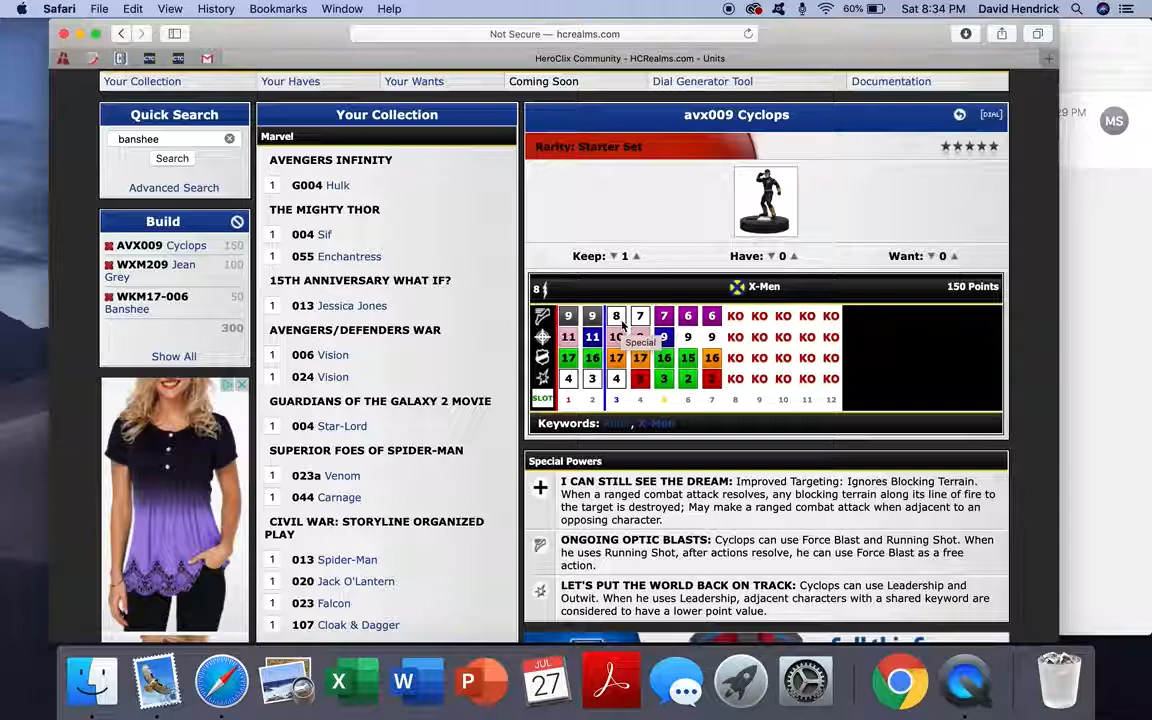 Safari File Edit View History Bookmarks Window Help 60% Sat 8:34 PM David Hendrick
Not Secure — hcrealms.com
HeroClix Community - HCRealms.com - Units
Your Collection Your Haves Your Wants Coming Soon Dial Generator Tool Documentation
Quick Search
banshee
Search
Advanced Search
Build
AVX009 Cyclops 150
WXM209 Jean Grey 100
WKM17-006 Banshee 50
300
Show All
Your Collection
Marvel
AVENGERS INFINITY
1 G004 Hulk
THE MIGHTY THOR
1 004 Sif
1 055 Enchantress
15TH ANNIVERSARY WHAT IF?
1 013 Jessica Jones
AVENGERS/DEFENDERS WAR
1 006 Vision
1 024 Vision
GUARDIANS OF THE GALAXY 2 MOVIE
1 004 Star-Lord
SUPERIOR FOES OF SPIDER-MAN
1 023a Venom
1 044 Carnage
CIVIL WAR: STORYLINE ORGANIZED
PLAY
1 013 Spider-Man
1 020 Jack O'Lantern
1 023 Falcon
1 107 Cloak & Dagger
avx009 Cyclops
[DIAL]
Rarity: Starter Set
Keep: 1 Have: 0 Want: 0
8 X-Men 150 Points
9 9 8 7 7 6 6 KO KO KO KO KO
11 11 10 9 9 9 KO KO KO KO KO
Special
17 16 17 17 16 15 16 KO KO KO KO KO
4 3 4 3 3 2 2 KO KO KO KO KO
SLOT 1 2 3 4 5 6 7 8 9 10 11 12
Keywords: , X-Men
Special Powers
I CAN STILL SEE THE DREAM: Improved Targeting: Ignores Blocking Terrain.
When a ranged combat attack resolves, any blocking terrain along its line of fire to
the target is destroyed; May make a ranged combat attack when adjacent to an
opposing character.
ONGOING OPTIC BLASTS: Cyclops can use Force Blast and Running Shot. When
he uses Running Shot, after actions resolve, he can use Force Blast as a free
action.
LET'S PUT THE WORLD BACK ON TRACK: Cyclops can use Leadership and
Outwit. When he uses Leadership, adjacent characters with a shared keyword are
considered to have a lower point value.
PM
MS
X W P
JUL
27